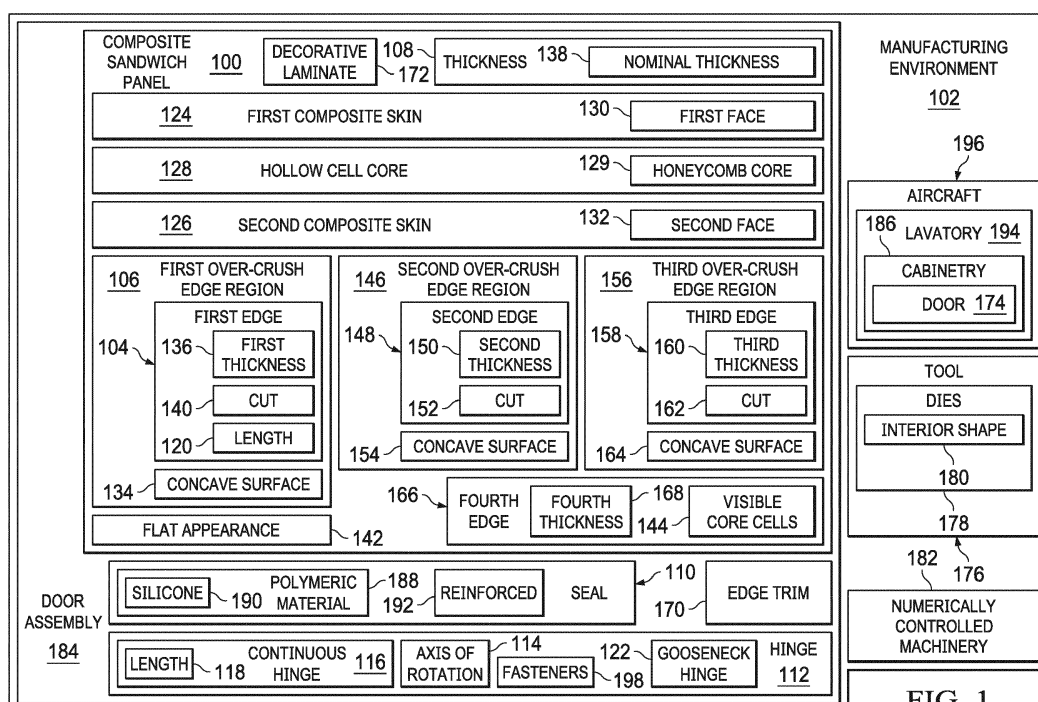 COMPOSITE
SANDWICH
PANEL
100
DECORATIVE
LAMINATE
172
108
THICKNESS
138
NOMINAL THICKNESS
124
FIRST COMPOSITE SKIN
130
FIRST FACE
128
HOLLOW CELL CORE
129
HONEYCOMB CORE
126
SECOND COMPOSITE SKIN
132
SECOND FACE
106
FIRST OVER-CRUSH
EDGE REGION
FIRST EDGE
104
136
FIRST
THICKNESS
140
CUT
120
LENGTH
134
CONCAVE SURFACE
146
SECOND OVER-CRUSH
EDGE REGION
SECOND EDGE
148
150
SECOND
THICKNESS
152
CUT
154
CONCAVE SURFACE
156
THIRD OVER-CRUSH
EDGE REGION
THIRD EDGE
158
160
THIRD
THICKNESS
162
CUT
164
CONCAVE SURFACE
FLAT APPEARANCE
142
166
FOURTH
EDGE
FOURTH
THICKNESS
168
144
VISIBLE
CORE CELLS
DOOR
ASSEMBLY
184
SILICONE
190
POLYMERIC
MATERIAL
188
192
REINFORCED
SEAL
110
170
EDGE TRIM
LENGTH
118
CONTINUOUS
HINGE
116
AXIS OF
ROTATION
114
FASTENERS
198
122
GOOSENECK
HINGE
HINGE
112
MANUFACTURING
ENVIRONMENT
102
196
AIRCRAFT
186
LAVATORY 194
CABINETRY
DOOR 174
TOOL
DIES
INTERIOR SHAPE
180
178
176
182
NUMERICALLY
CONTROLLED
MACHINERY
FIG. 1